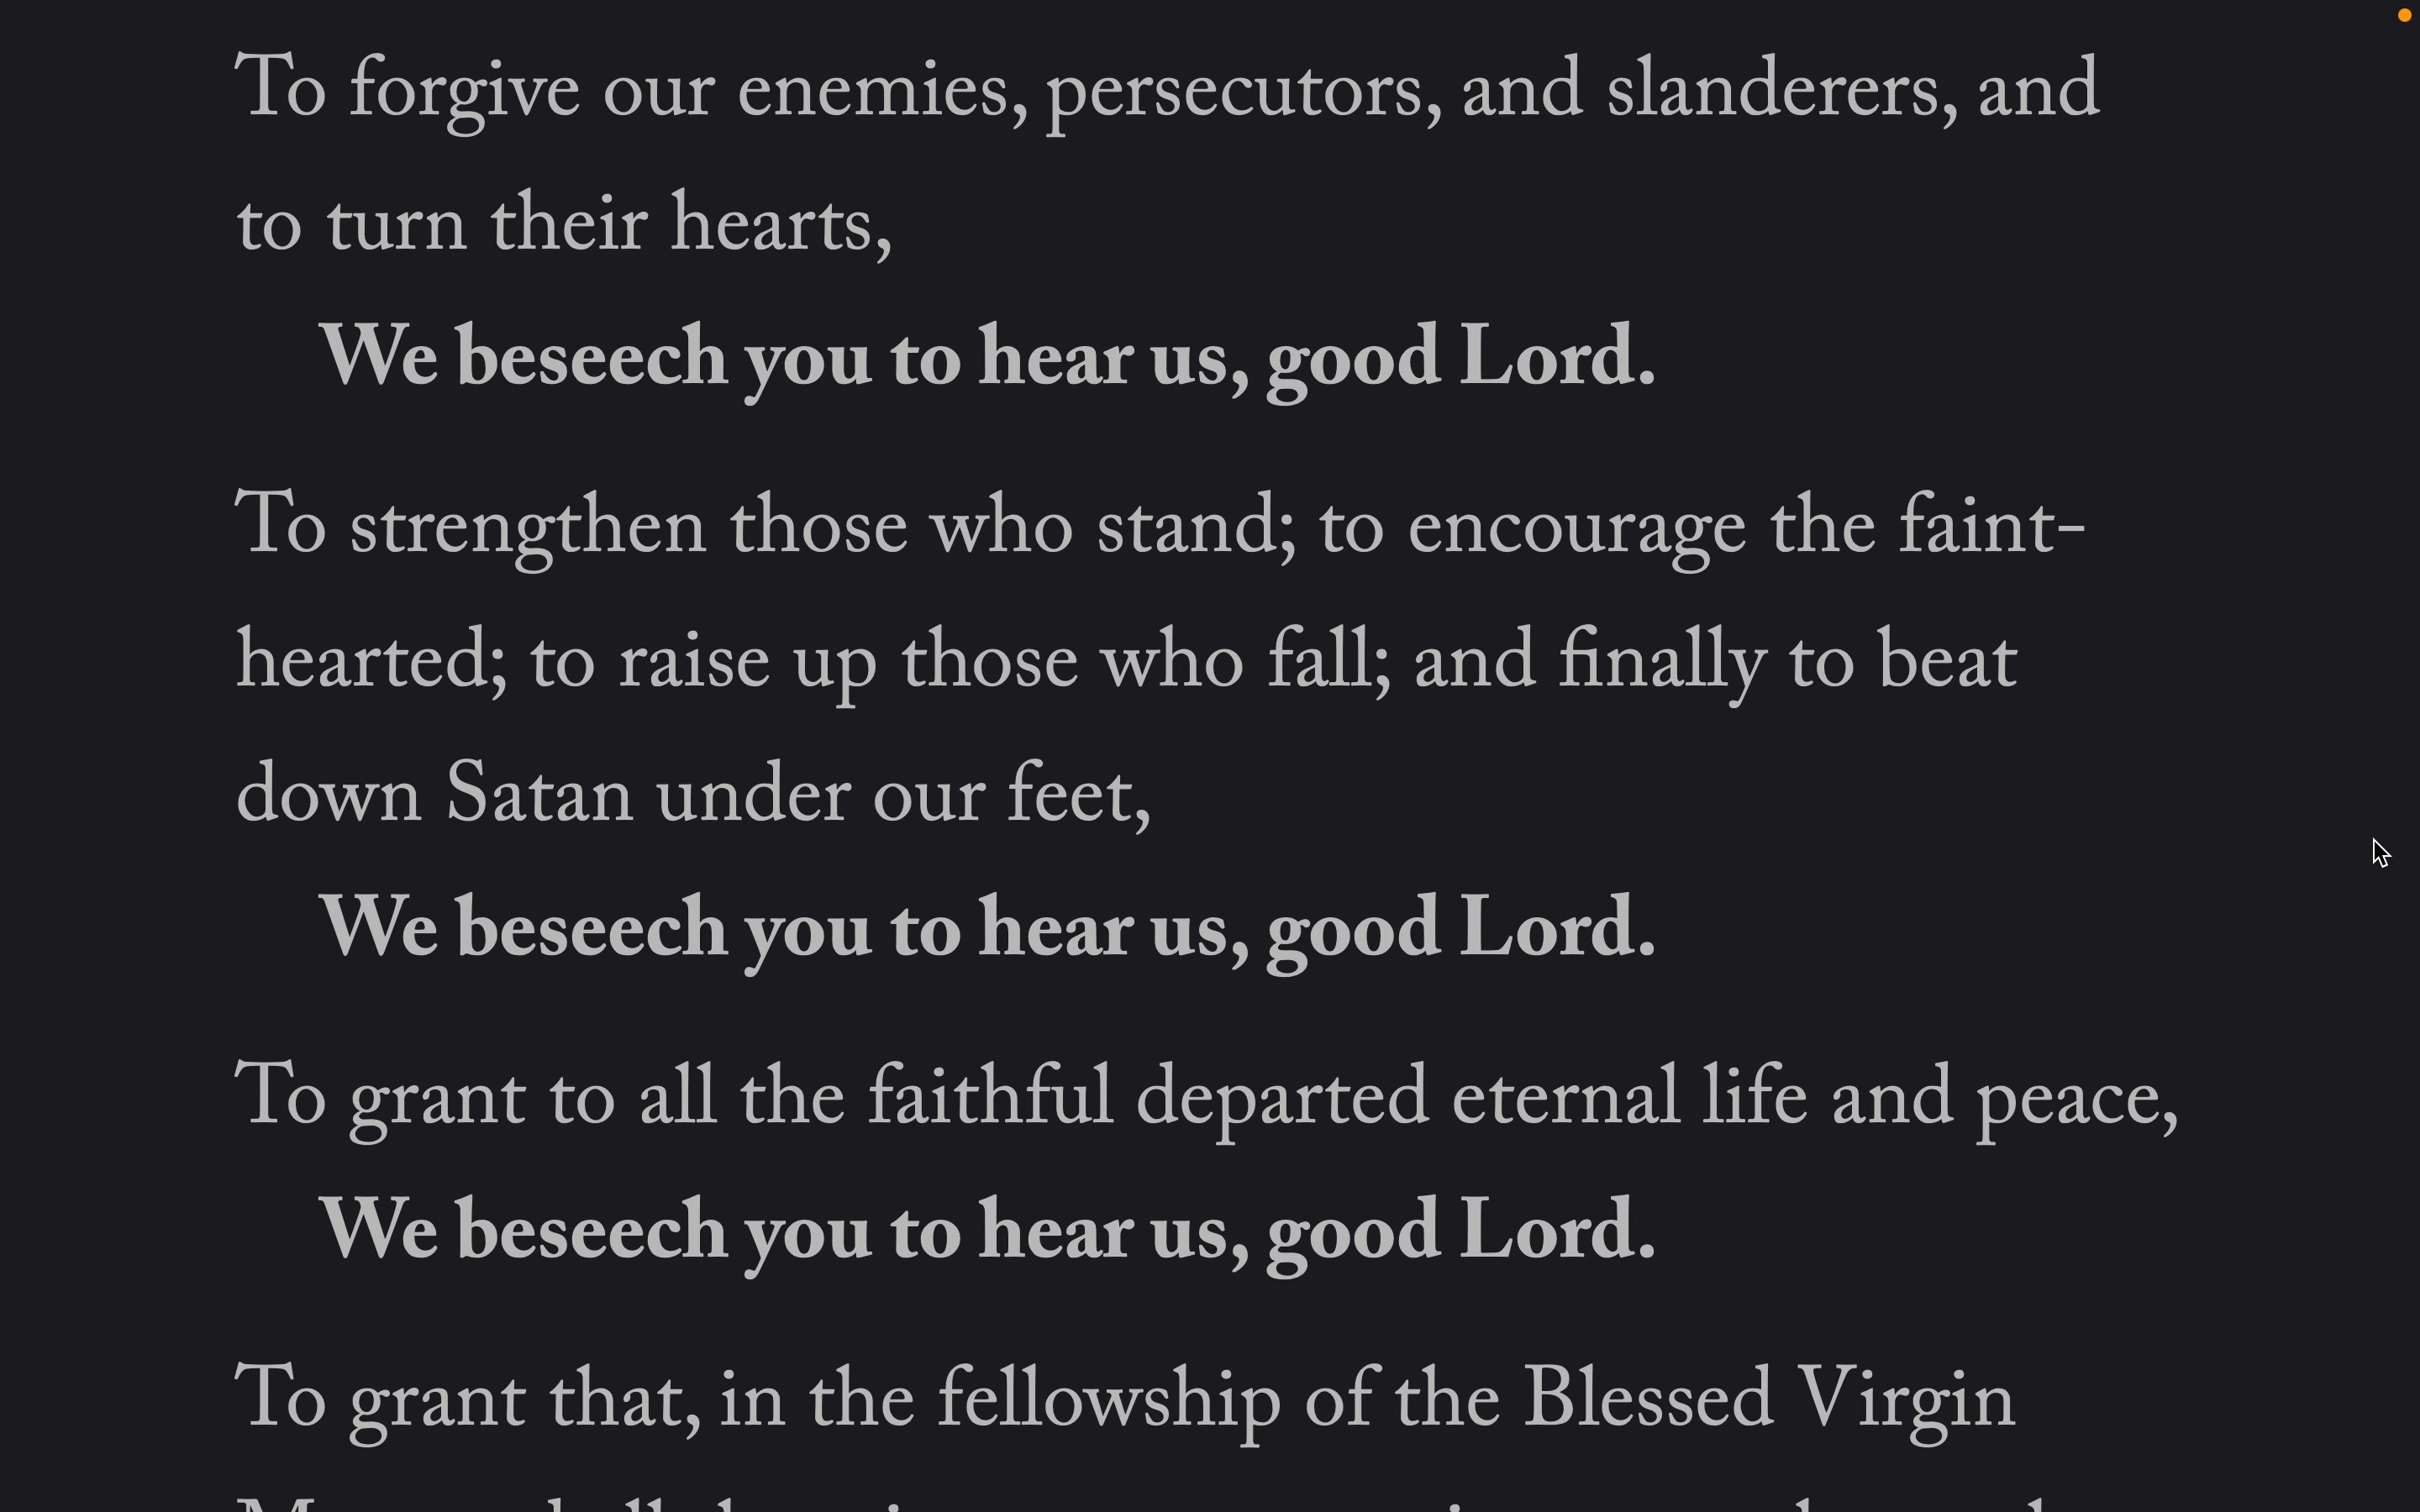 To forgive our enemies, persecutors, and slanderers, and
to turn their hearts,
We beseech you to hear us, good Lord.
To strengthen those who stand; to encourage the faint-
hearted; to raise up those who fall; and finally to beat
down Satan under our feet,
We beseech you to hear us, good Lord.
To grant to all the faithful departed eternal life and peace,
We beseech you to hear us, good Lord.
To grant that, in the fellowship of the Blessed Virgin